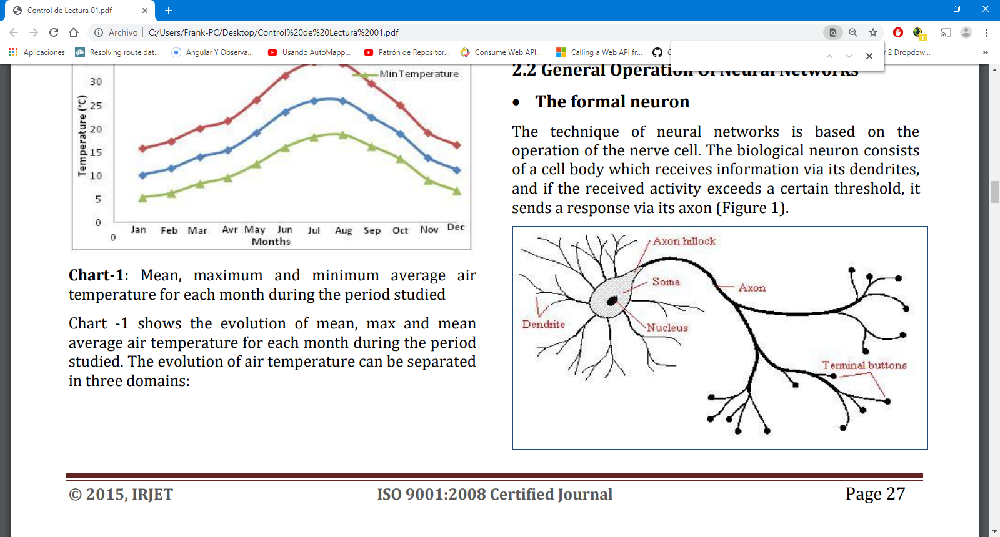 Control de Lectura 01.pdf
Archivo
C:/Users/Frank-PC/Desktop/Control%20de%20Lectura%2001.pdf
Aplicaciones
Resolving route dat...
Angular Y Observa...
Usando AutoMapp...
Patrón de Repositor...
Consume Web API...
Calling a Web API fr...
G
r 2 Dropdow...
»
Min Temperature
30
25
20
15
10
5
0
0
Temperature (°C)
Jan Feb Mar Avr May Jun Jul Aug Sep Oct Nov Dec
Months
Chart-1: Mean, maximum and minimum average air
temperature for each month during the period studied
Chart -1 shows the evolution of mean, max and mean
average air temperature for each month during the period
studied. The evolution of air temperature can be separated
in three domains:
2.2 General Operation Of Neural Networks
• The formal neuron
The technique of neural networks is based on the
operation of the nerve cell. The biological neuron consists
of a cell body which receives information via its dendrites,
and if the received activity exceeds a certain threshold, it
sends a response via its axon (Figure 1).
Axon hillock
Soma
Axon
Dendrite
Nucleus
Terminal buttons
© 2015, IRJET
ISO 9001:2008 Certified Journal
Page 27